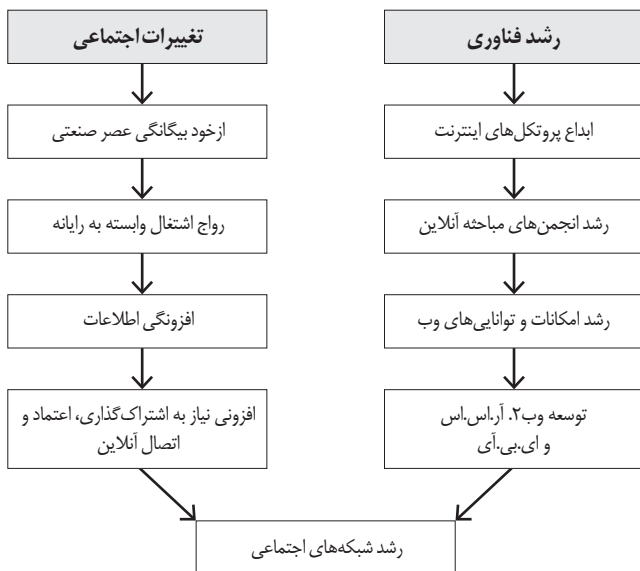 رشد فناوری
ابداع پروتکل‌های اینترنت
رشد انجمن‌های مباحثه آنلاین
رشد امکانات و توانایی‌های وب
توسعه وب۲. آر.اس.اس
و ای.بی.آی
تغییرات اجتماعی
ازخود بیگانگی عصر صنعتی
رواج اشتغال وابسته به رایانه
افزونگی اطلاعات
افزونی نیاز به اشتراک‌گذاری، اعتماد و
اتصال آنلاین
رشد شبکه‌های اجتماعی